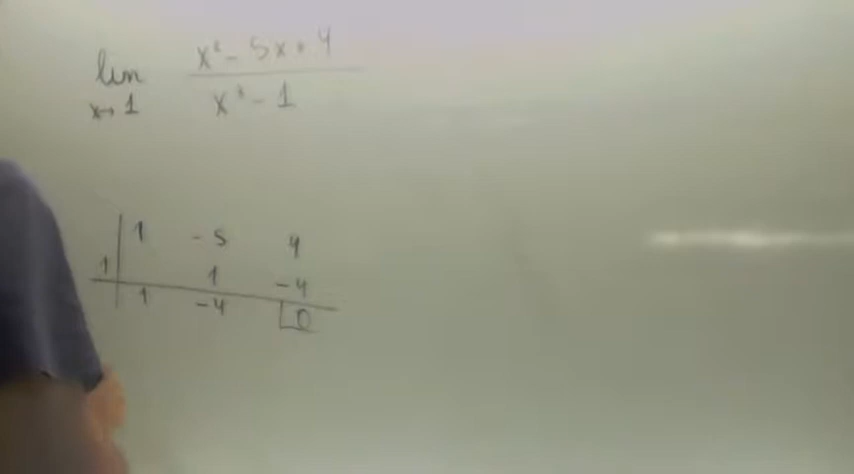 lim x² - 5x + 4
x→1 x² - 1
1 -5 4
1 1 -4
1 -4 0